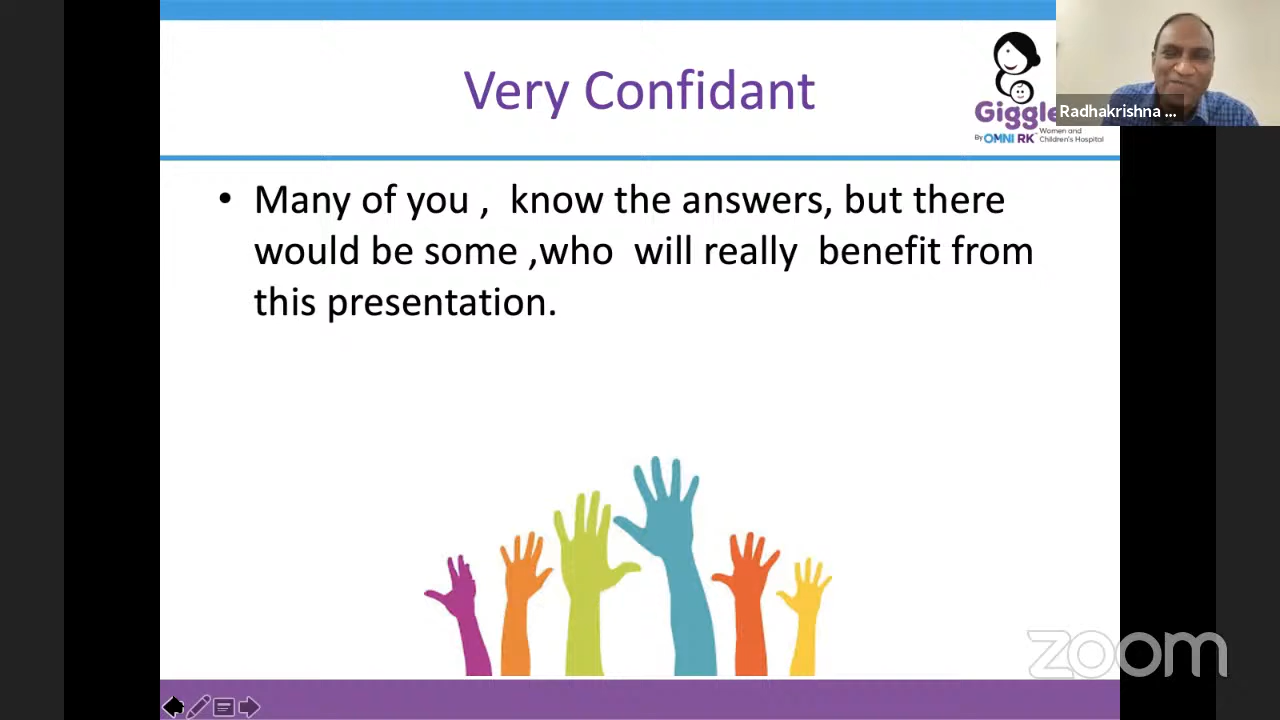 Very Confidant
Giggle
By OMNI RK Women and
Children's Hospital
Radhakrishna ...
• Many of you , know the answers, but there
would be some ,who will really benefit from
this presentation.
zoom